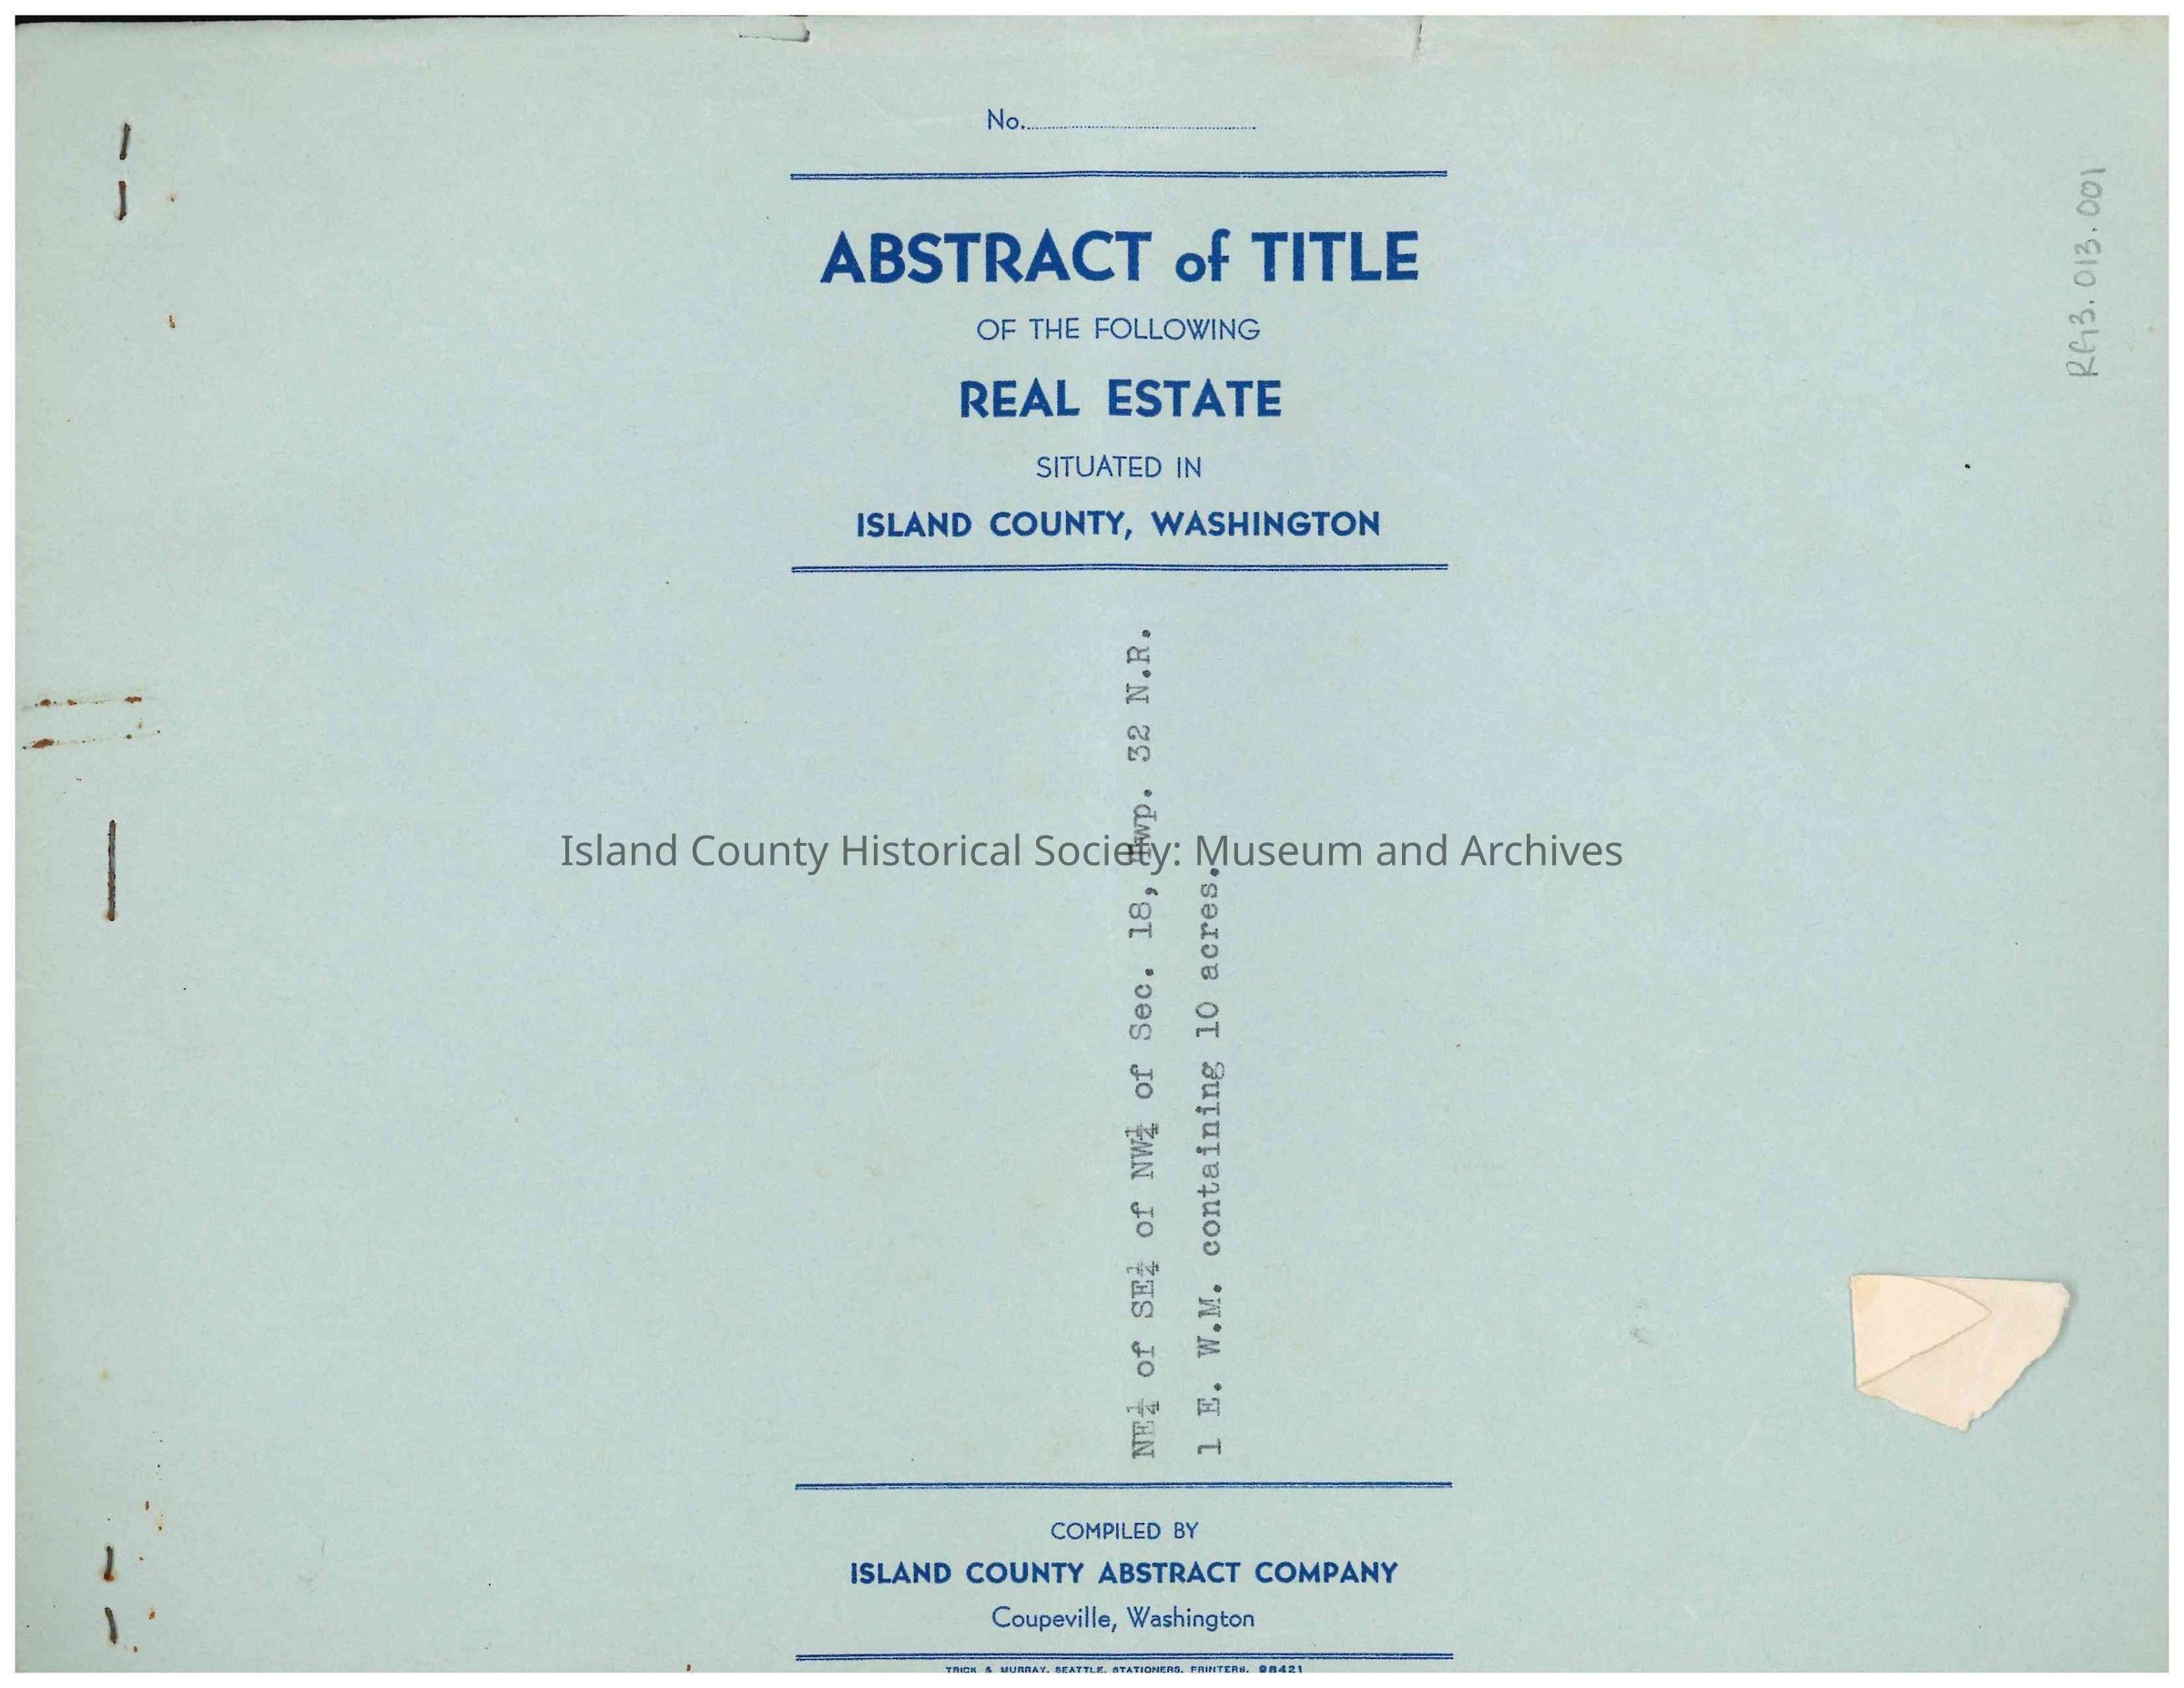 No.
ABSTRACT of TITLE
OF THE FOLLOWING
REAL ESTATE
SITUATED IN
ISLAND COUNTY, WASHINGTON
NE¼ of SE¼ of NW¼ of Sec. 18, Twp. 32 N.R.
1 E. W.M. containing 10 acres.
Island County Historical Society: Museum and Archives
COMPILED BY
ISLAND COUNTY ABSTRACT COMPANY
Coupeville, Washington
TRICK & MURRAY, SEATTLE, STATIONERS, PRINTERS, 98421
RG3.013.001